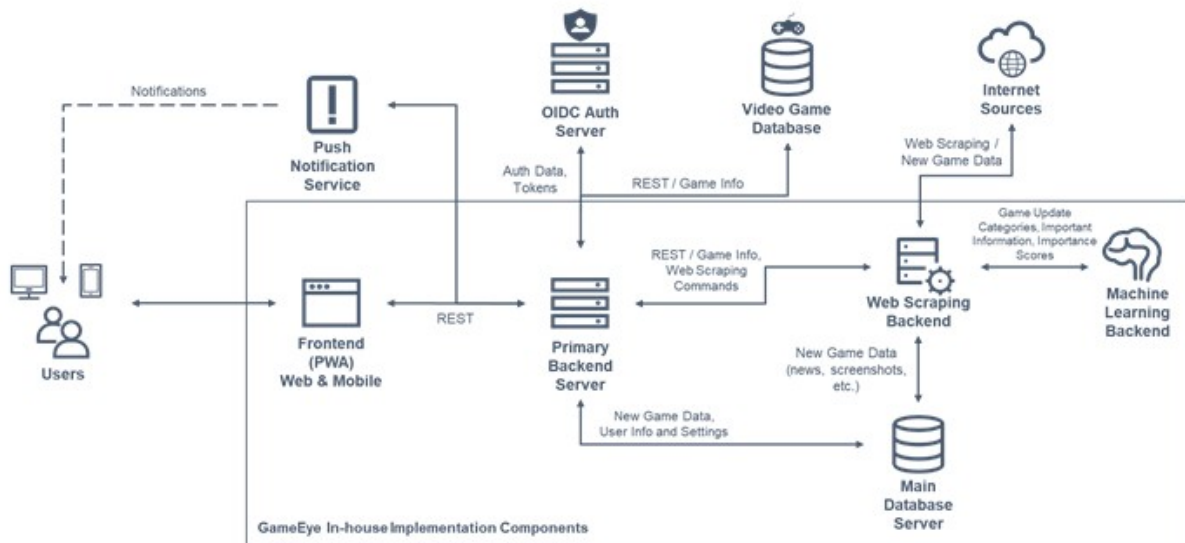 Notifications
Push
Notification
Service
OIDC Auth
Server
Video Game
Database
Internet
Sources
Auth Data,
Tokens
REST / Game Info
Web Scraping /
New Game Data
Game Update
Categories, Important
Information, Importance
Scores
REST / Game Info,
Web Scraping
Commands
REST
Users
Frontend
(PWA)
Web & Mobile
Primary
Backend
Server
Web Scraping
Backend
Machine
Learning
Backend
New Game Data
(news, screenshots,
etc.)
New Game Data,
User Info and Settings
Main
Database
Server
GameEye In-house Implementation Components